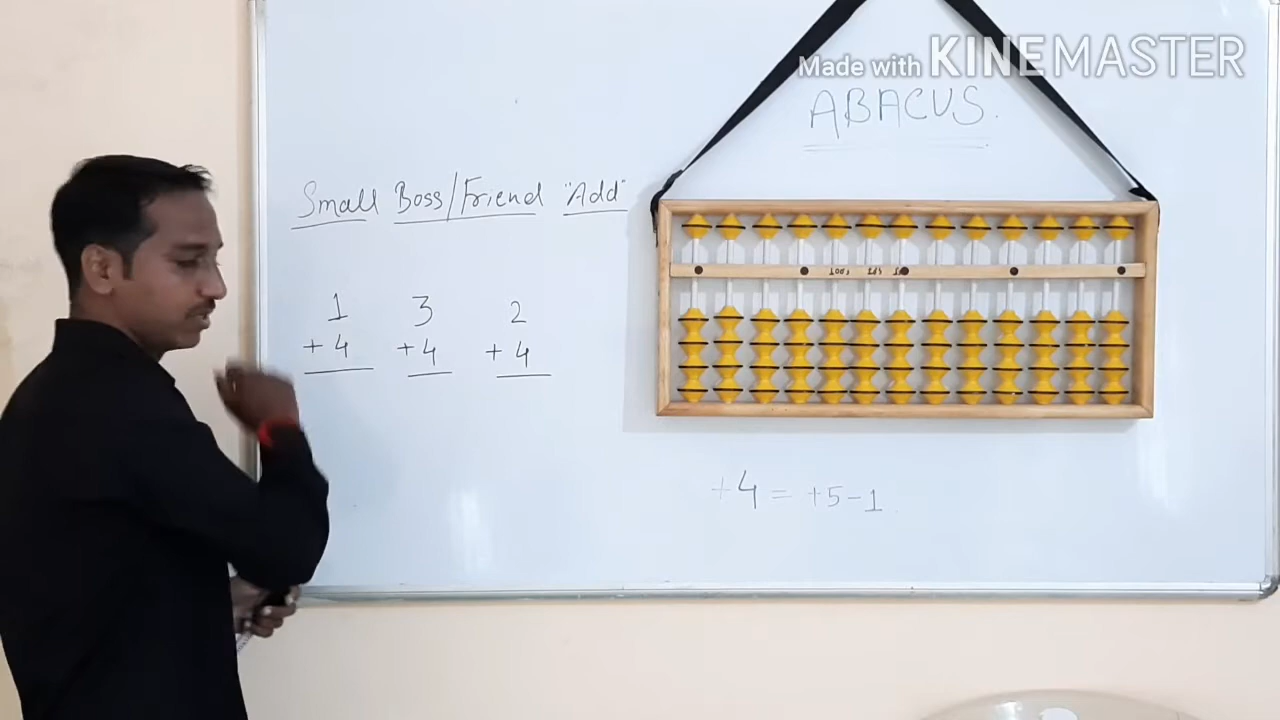 Made with KINEMASTER
ABACUS.
Small Boss/Friend "Add"
1 3 2
+4 +4 +4
+4 = +5-1